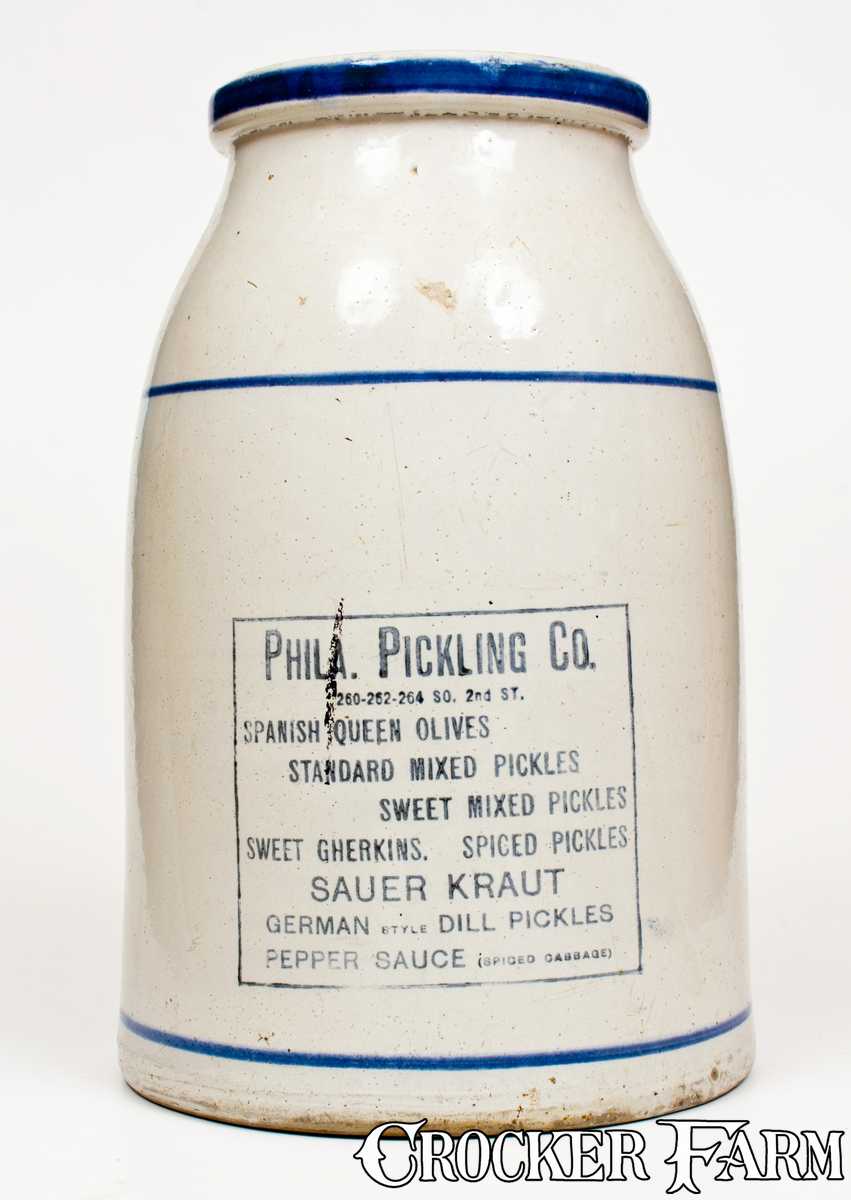 PHILA. PICKLING CO.
260-262-264 SO. 2nd ST.
SPANISH QUEEN OLIVES
STANDARD MIXED PICKLES
SWEET MIXED PICKLES
SWEET GHERKINS. SPICED PICKLES
SAUER KRAUT
GERMAN STYLE DILL PICKLES
PEPPER SAUCE (SPICED CABBAGE)
CROCKER FARM